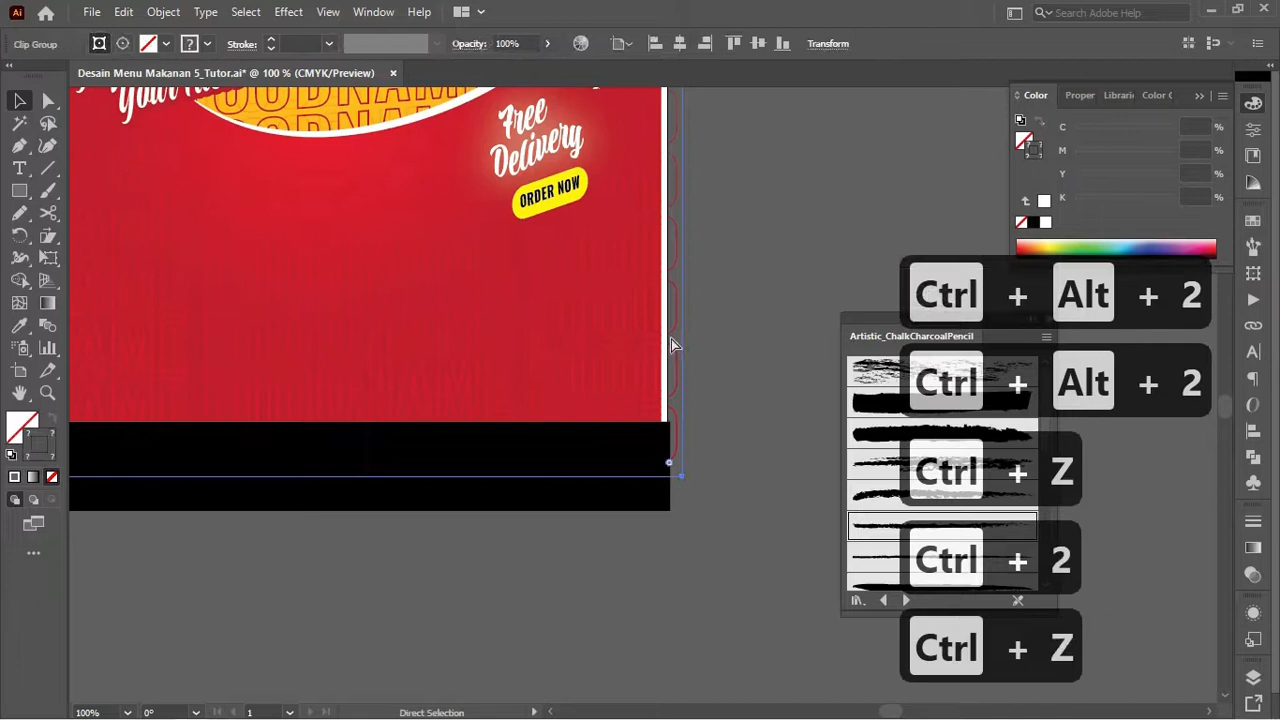 Ai File Edit Object Type Select Effect View Window Help Search Adobe Help
Clip Group Stroke: Opacity: 100% Transform
Desain Menu Makanan 5_Tutor.ai* @ 100 % (CMYK/Preview)
Color Proper Librari Color C
C %
M %
Y %
K %
Free
Delivery
ORDER NOW
Your
Ctrl + Alt + 2
Artistic_ChalkCharcoalPencil
Ctrl + Alt + 2
Ctrl + Z
Ctrl + 2
Ctrl + Z
100% 0° 1 Direct Selection